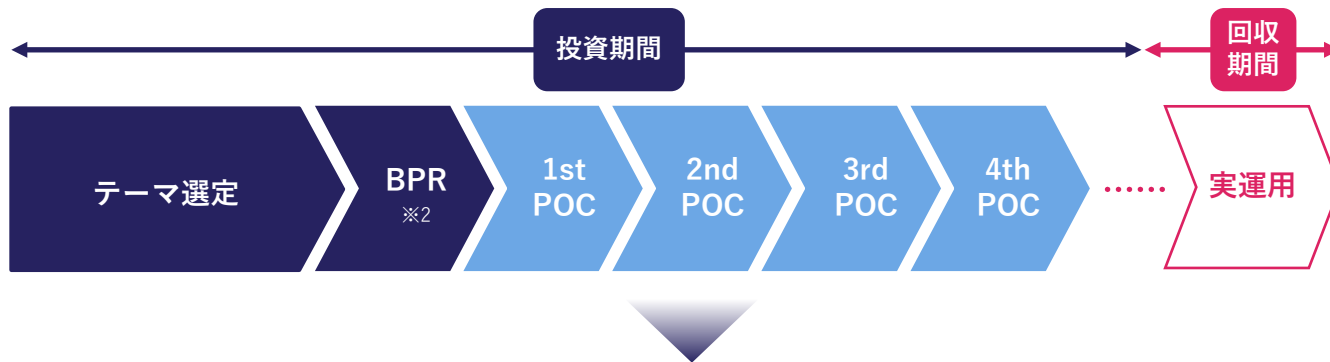 投資期間
回収
期間
テーマ選定
BPR
※2
1st
POC
2nd
POC
3rd
POC
4th
POC
……
実運用